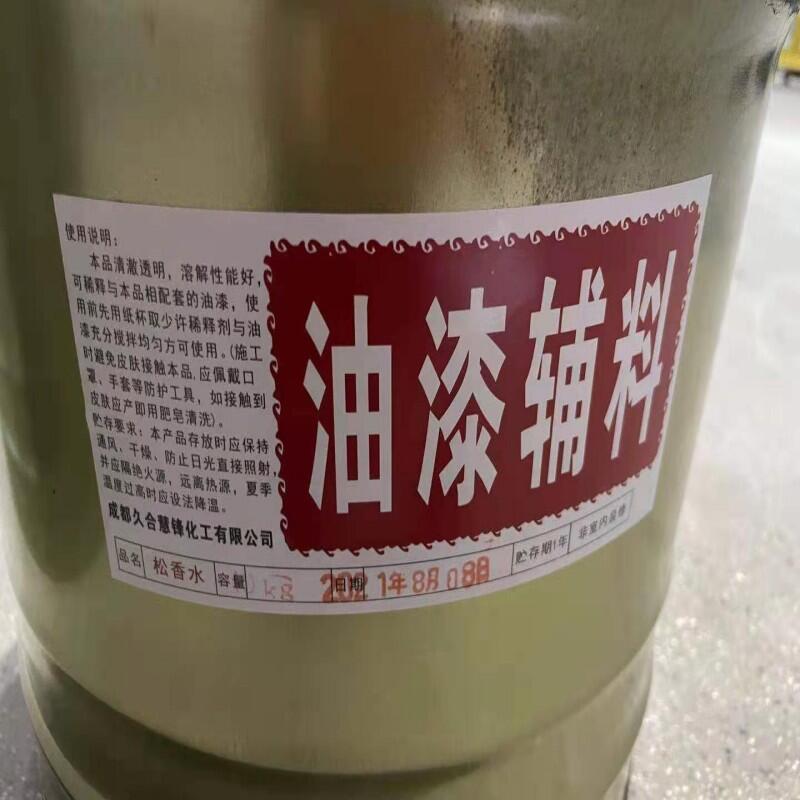 使用说明：
本品清澈透明，溶解性能好，
可稀释与本品相配套的油漆，使
用前先用纸杯取少许稀释剂与油
漆充分搅拌均匀方可使用。(施工
时避免皮肤接触本品,应佩戴口
罩、手套等防护工具，如接触到
皮肤应产即用肥皂清洗)。
贮存要求：本产品存放时应保持
通风、干燥、防止日光直接照射，
并应隔绝火源，远离热源，夏季
温度过高时应设法降温。
成都久合慧锋化工有限公司
油漆辅料
品名 松香水 容量 kg 日期 2021年8月08日 贮存期1年 非室内装修